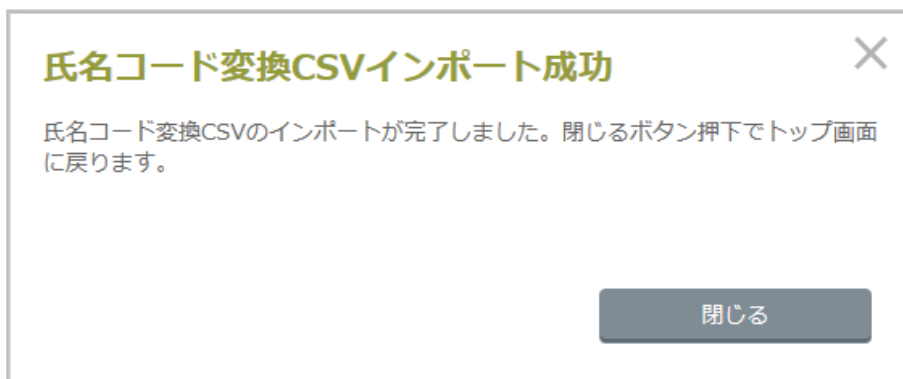 氏名コード変換CSVインポート成功
氏名コード変換CSVのインポートが完了しました。閉じるボタン押下でトップ画面
に戻ります。
閉じる